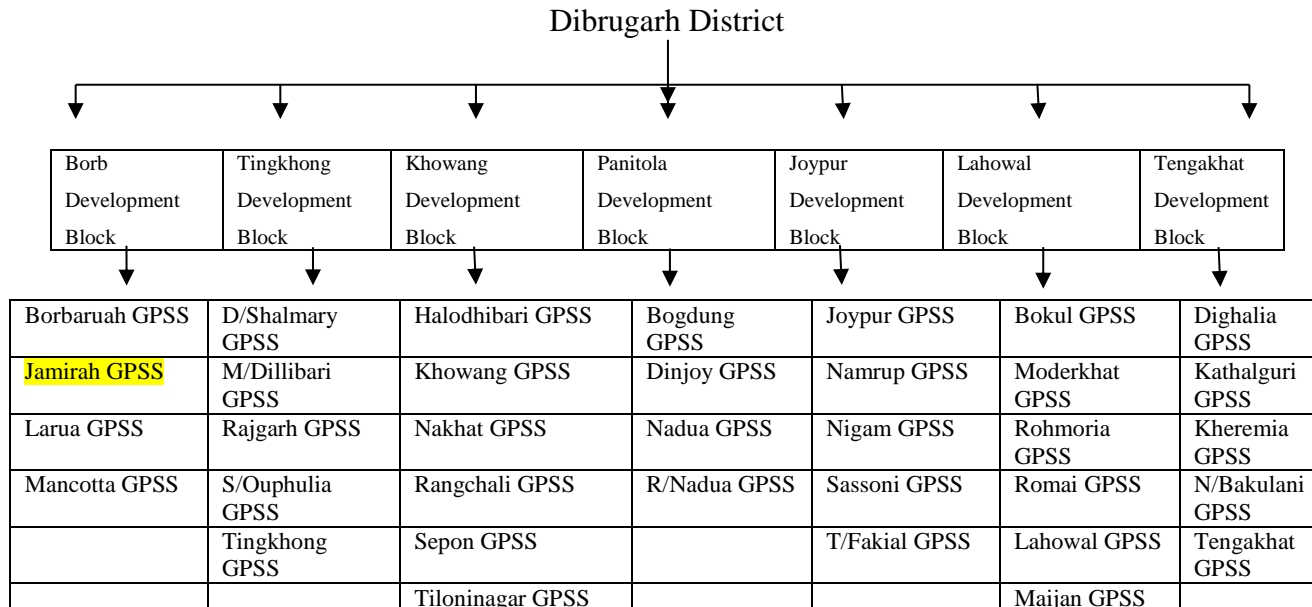 Dibrugarh District
Borb Development Block
Tingkhong Development Block
Khowang Development Block
Panitola Development Block
Joypur Development Block
Lahowal Development Block
Tengakhat Development Block
Borbaruah GPSS
D/Shalmary GPSS
Halodhibari GPSS
Bogdung GPSS
Joypur GPSS
Bokul GPSS
Dighalia GPSS
Jamirah GPSS
M/Dillibari GPSS
Khowang GPSS
Dinjoy GPSS
Namrup GPSS
Moderkhat GPSS
Kathalguri GPSS
Larua GPSS
Rajgarh GPSS
Nakhat GPSS
Nadua GPSS
Nigam GPSS
Rohmoria GPSS
Kheremia GPSS
Mancotta GPSS
S/Ouphulia GPSS
Rangchali GPSS
R/Nadua GPSS
Sassoni GPSS
Romai GPSS
N/Bakulani GPSS
Tingkhong GPSS
Sepon GPSS
T/Fakial GPSS
Lahowal GPSS
Tengakhat GPSS
Tiloninagar GPSS
Maijan GPSS